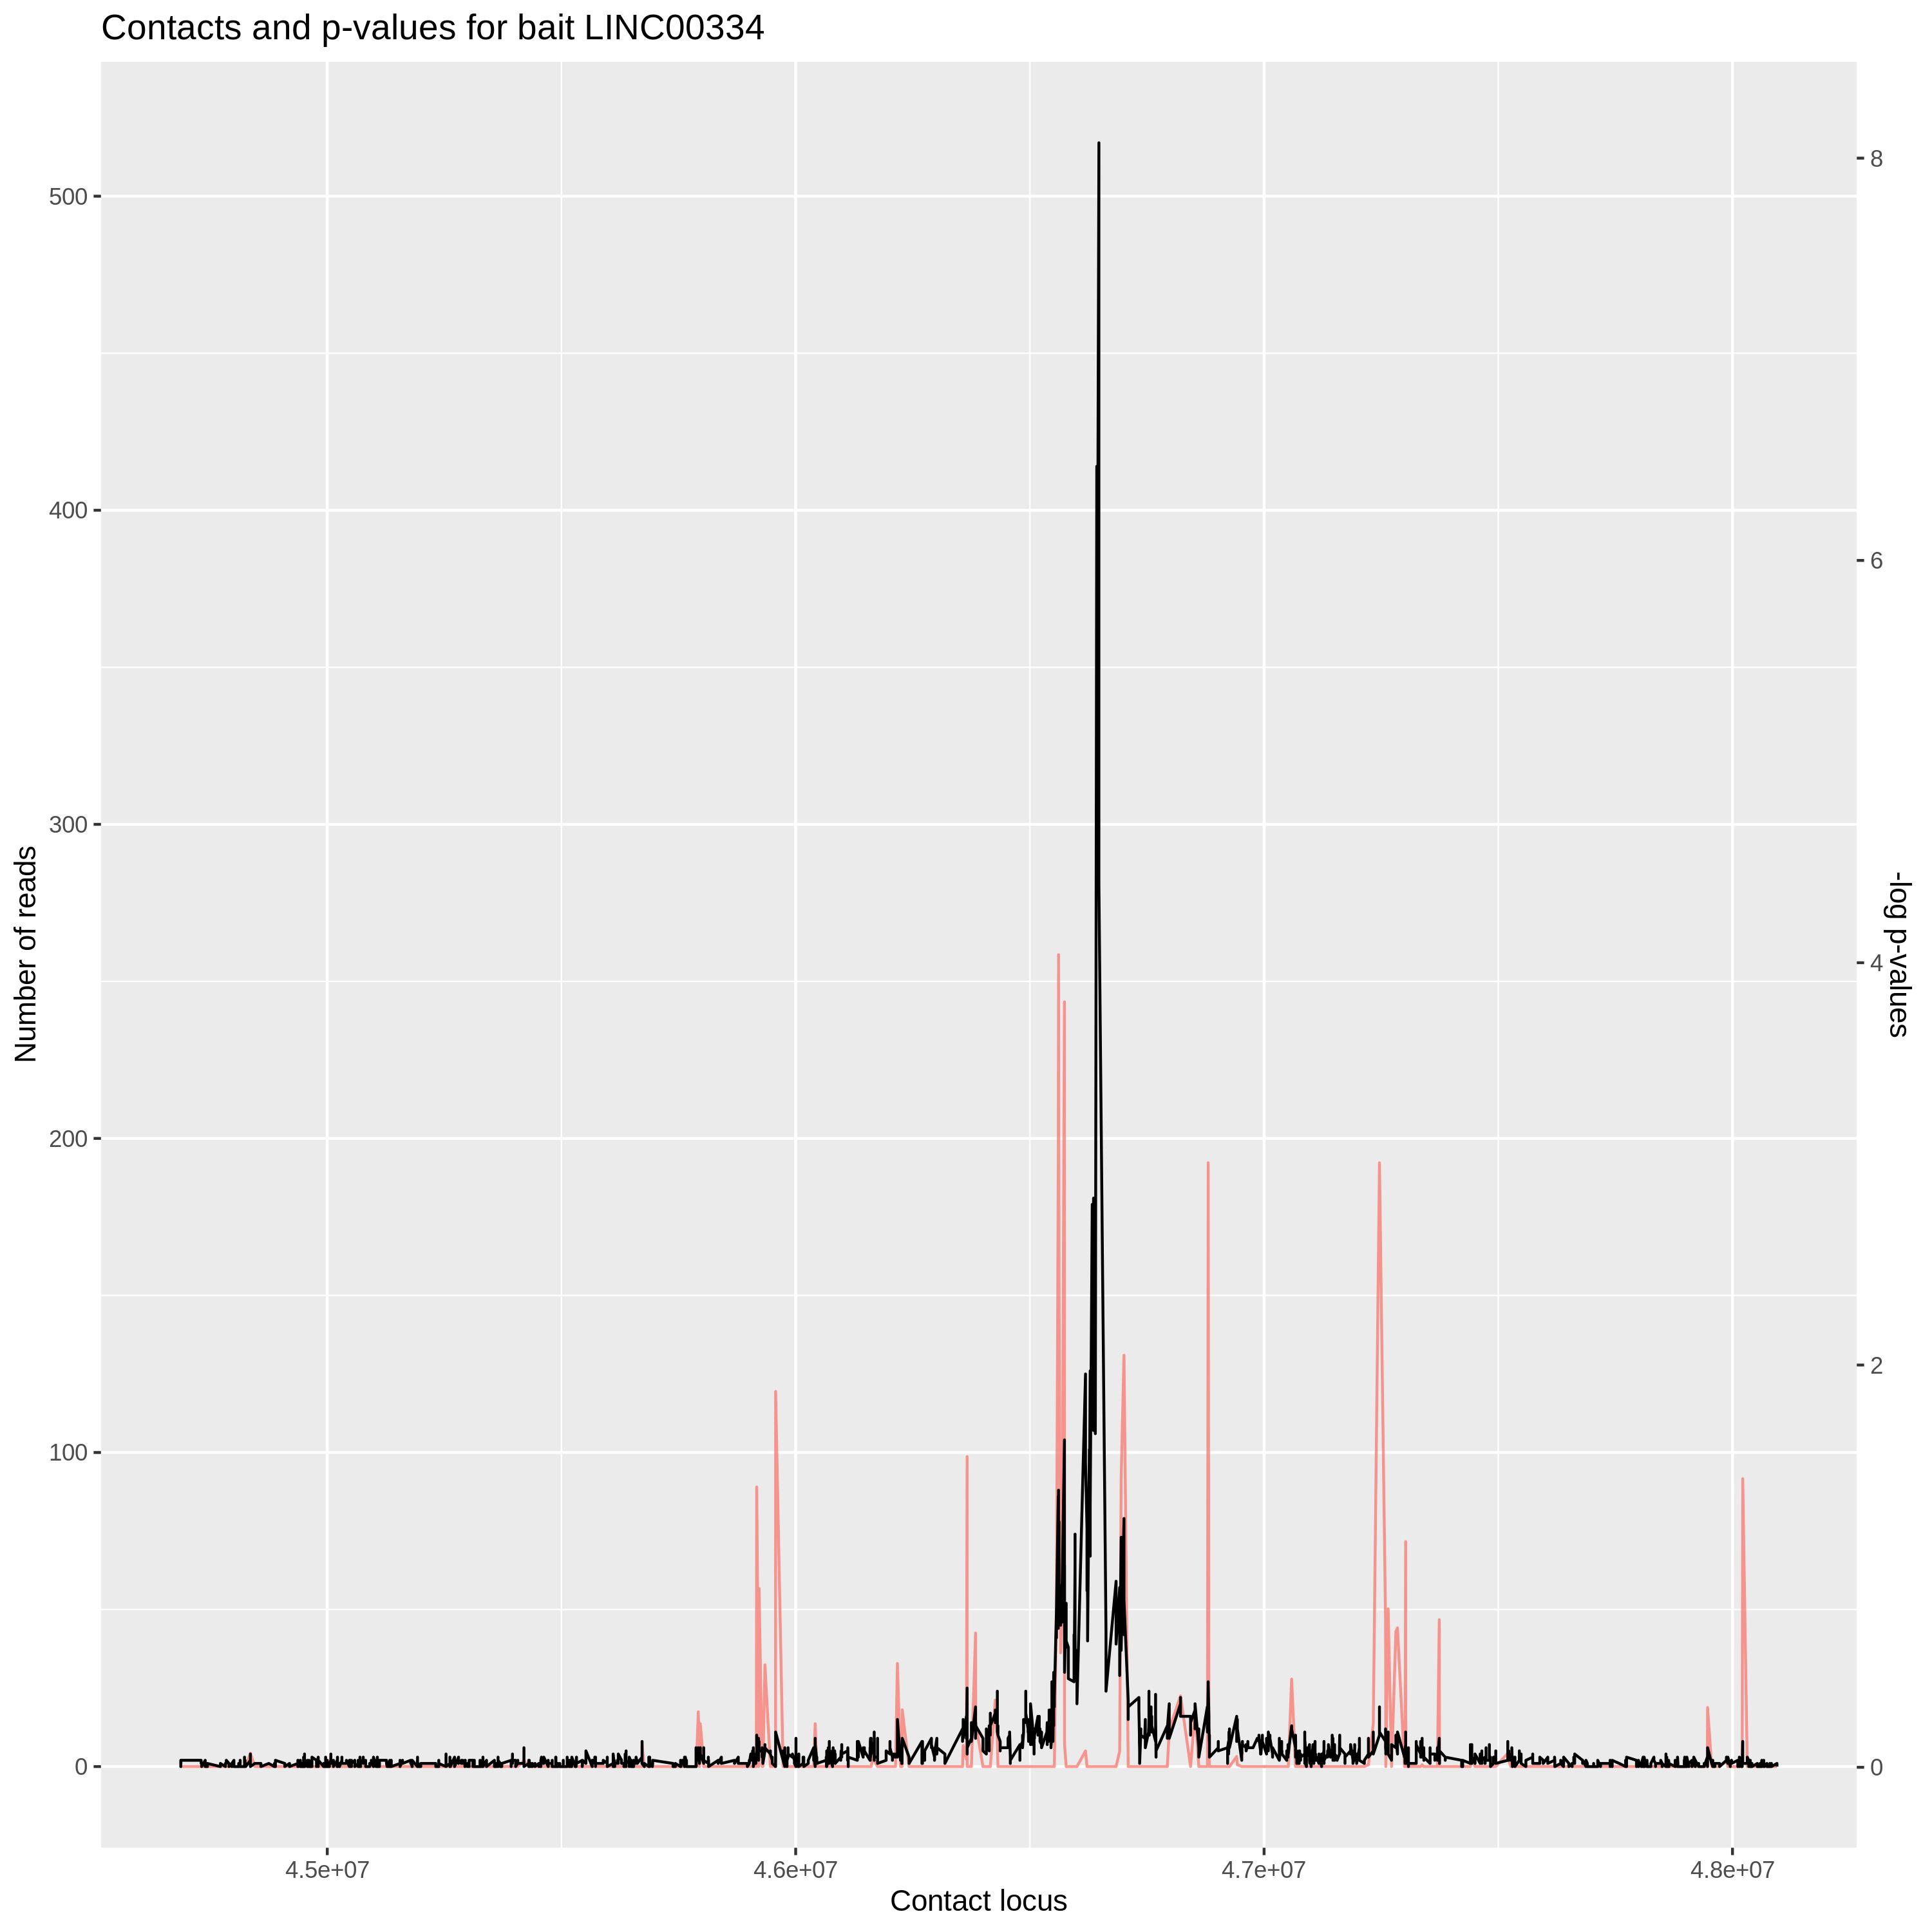 Contacts and p-values for bait LINC00334
500
400
300
200
100
0
Number of reads
8
6
4
2
0
-log p-values
4.5e+07
4.6e+07
4.7e+07
4.8e+07
Contact locus